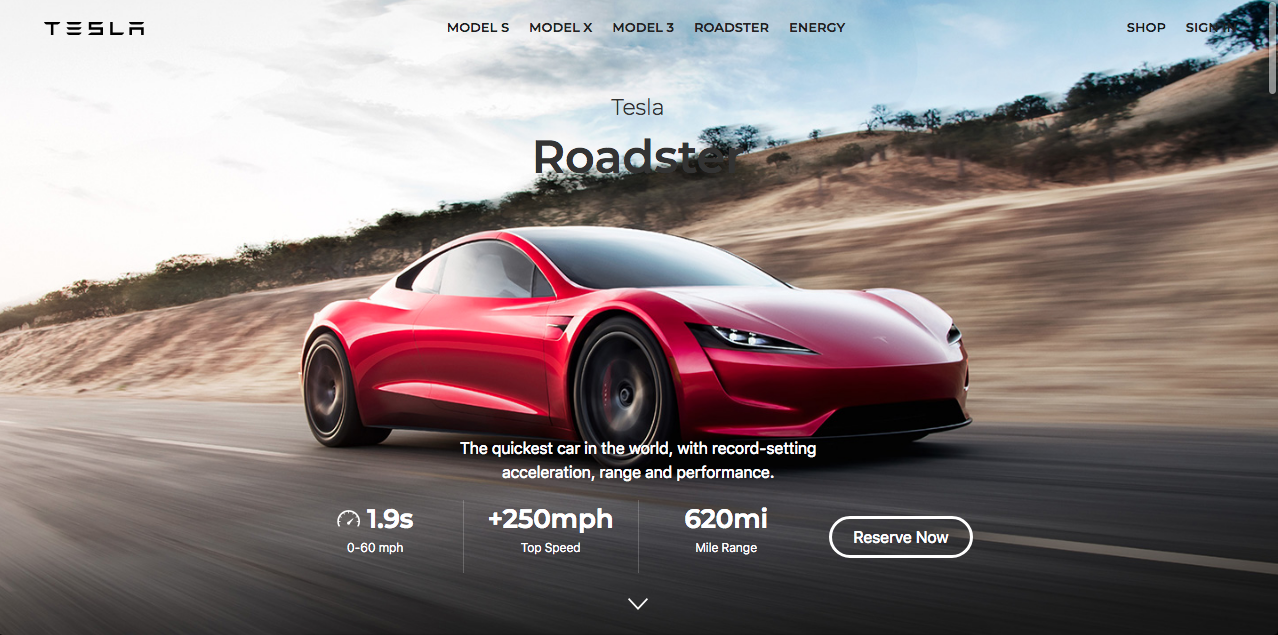 TESLA
MODEL S MODEL X MODEL 3 ROADSTER ENERGY
SHOP SIGN IN
Tesla
Roadster
The quickest car in the world, with record-setting
acceleration, range and performance.
1.9s
0-60 mph
+250mph
Top Speed
620mi
Mile Range
Reserve Now